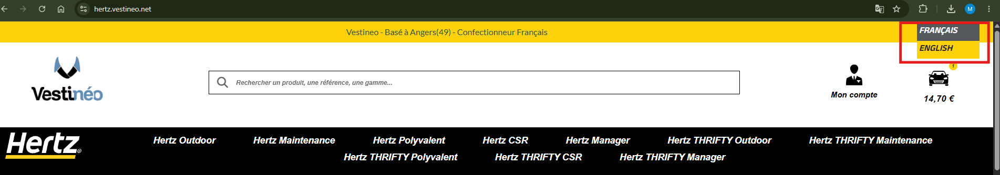 hertz.vestineo.net
M
Vestineo - Basé à Angers(49) - Confectionneur Français
FRANÇAIS
ENGLISH
Vestinéo
Rechercher un produit, une référence, une gamme...
Mon compte
1
14,70 €
Hertz®
Hertz Outdoor
Hertz Maintenance
Hertz Polyvalent
Hertz CSR
Hertz Manager
Hertz THRIFTY Outdoor
Hertz THRIFTY Maintenance
Hertz THRIFTY Polyvalent
Hertz THRIFTY CSR
Hertz THRIFTY Manager